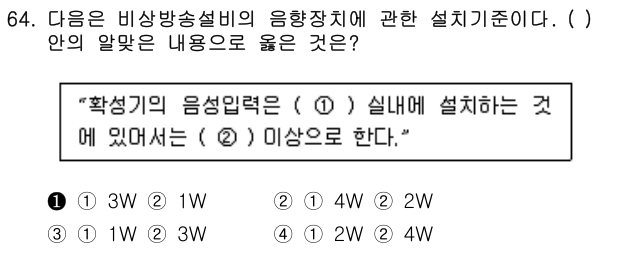 64. 다음은 비상방송설비의 음향장치에 관한 설치기준이다. ( )
안의 알맞은 내용으로 옳은 것은?
“확성기의 음성입력은 ( ① ) 실내에 설치하는 것
에 있어서는 ( ② ) 이상으로 한다.”
❶ ① 3W ② 1W ② ① 4W ② 2W
③ ① 1W ② 3W ④ ① 2W ② 4W